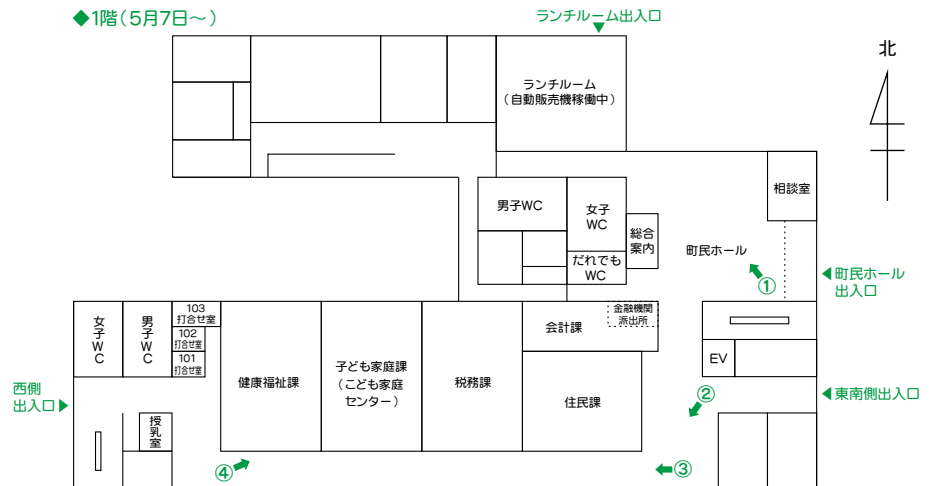 ◆1階（5月7日～）
ランチルーム出入口
▼
北
ランチルーム
（自動販売機稼働中）
相談室
男子WC
女子
WC
総合
案内
町民ホール
だれでも
WC
①
◀町民ホール
出入口
女子WC
男子WC
103
打合せ室
102
打合せ室
101
打合せ室
健康福祉課
子ども家庭課
（こども家庭
センター）
税務課
会計課
金融機関
派出所
住民課
EV
西側
出入口▶
②
◀東南側出入口
授乳室
④
③